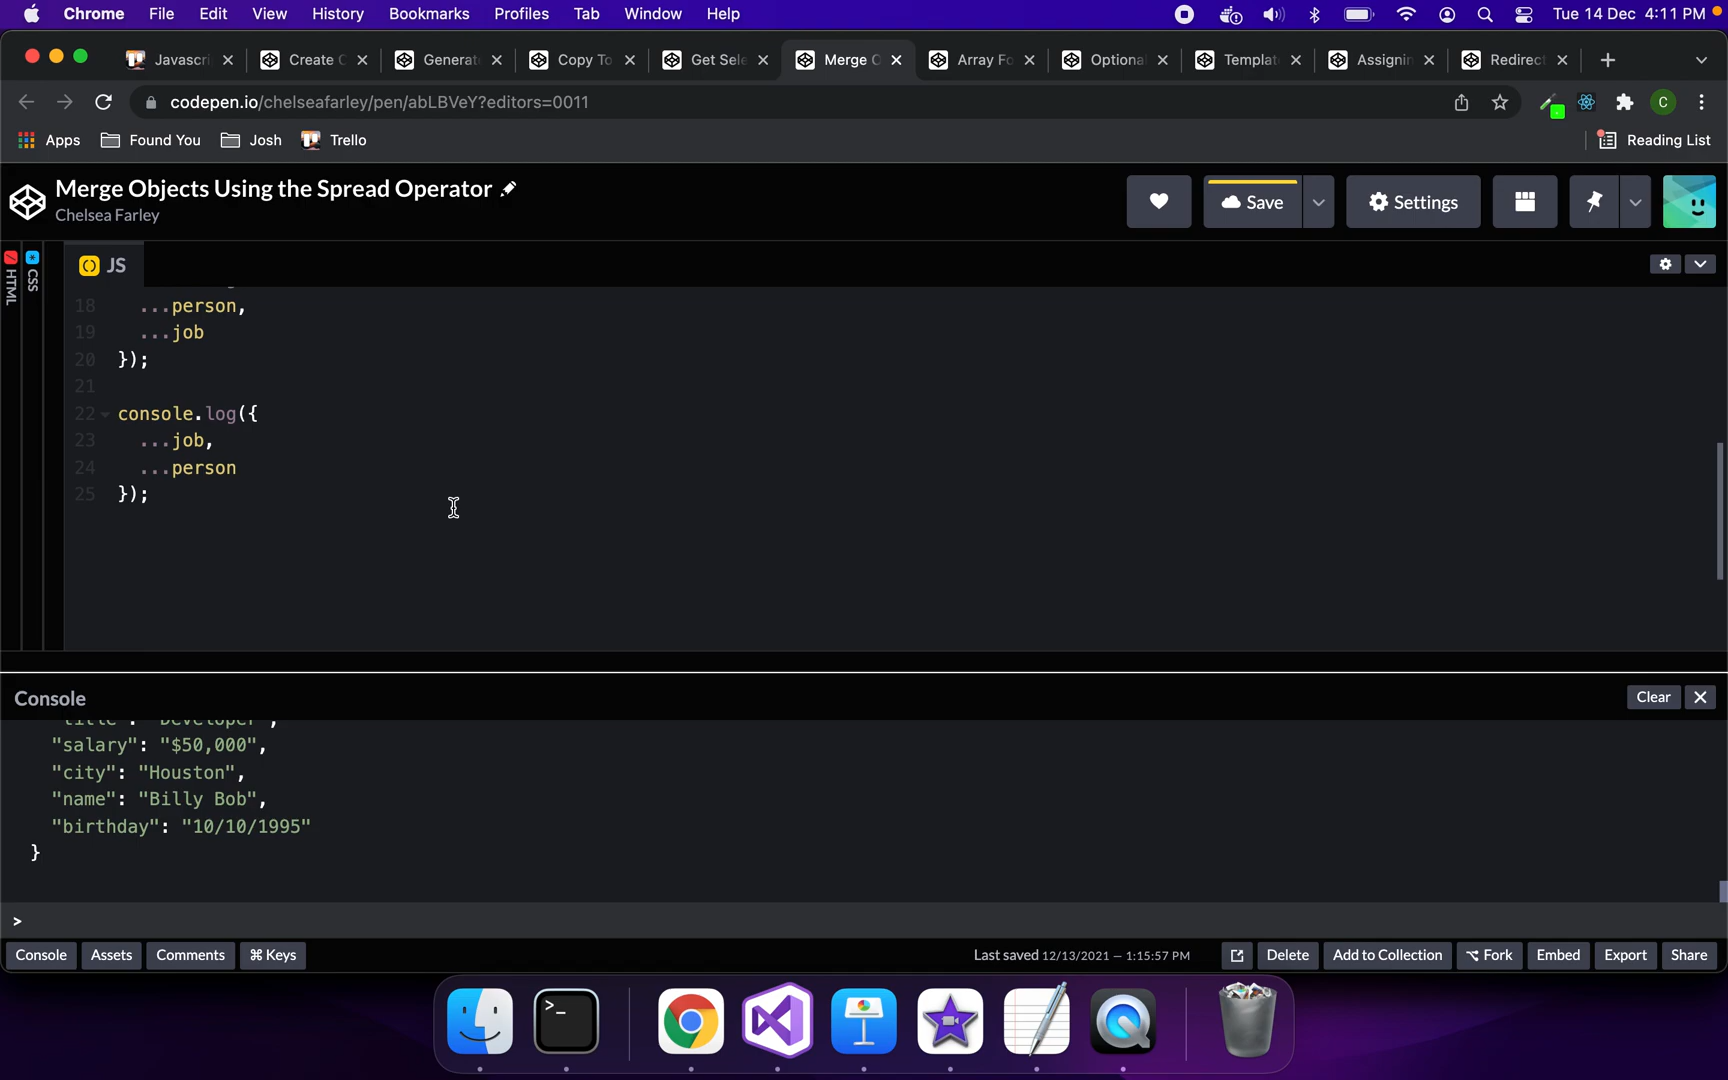 Chrome File Edit View History Bookmarks Profiles Tab Window Help Tue 14 Dec 4:11 PM
Javascri Create C Generat Copy To Get Sele Merge O Array Fo Optiona Templat Assignin Redirect
codepen.io/chelseafarley/pen/abLBVeY?editors=0011 C
Apps Found You Josh Trello Reading List
Merge Objects Using the Spread Operator
Chelsea Farley
Save Settings
HTML CSS JS
18 ...person,
19 ...job
20 });
21
22 console.log({
23 ...job,
24 ...person
25 });
Console Clear
"title": "Developer",
"salary": "$50,000",
"city": "Houston",
"name": "Billy Bob",
"birthday": "10/10/1995"
}
>
Console Assets Comments ⌘ Keys Last saved 12/13/2021 — 1:15:57 PM Delete Add to Collection Fork Embed Export Share